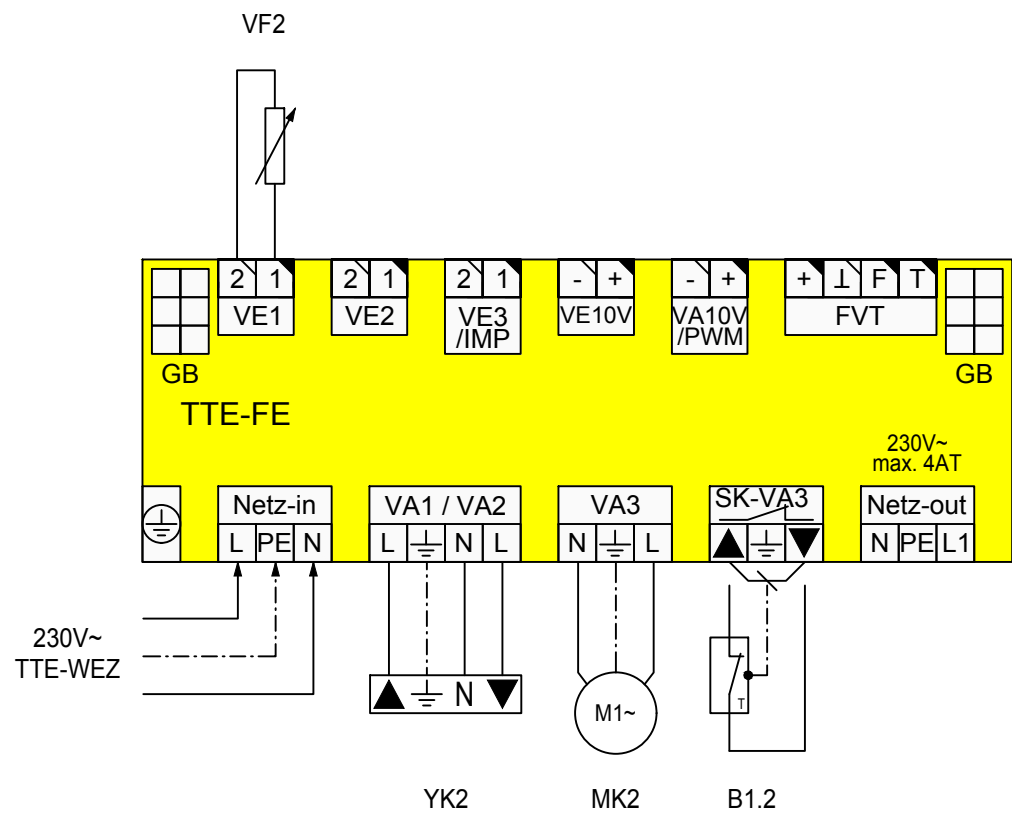 VF2
2 1 2 1 2 1 - + - + + ⊥ F T
VE1 VE2 VE3 /IMP VE10V VA10V /PWM FVT
GB GB
TTE-FE
230V~
max. 4AT
Netz-in VA1 / VA2 VA3 SK-VA3 Netz-out
L PE N L N L N L N PE L1
230V~
TTE-WEZ
N
M1~
T
YK2 MK2 B1.2